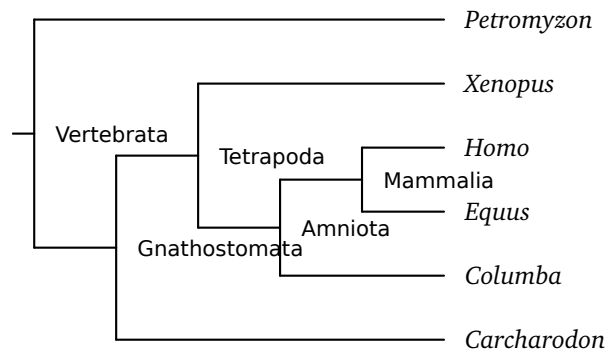 Petromyzon
Xenopus
Vertebrata
Homo
Tetrapoda
Mammalia
Equus
Amniota
Gnathostomata
Columba
Carcharodon